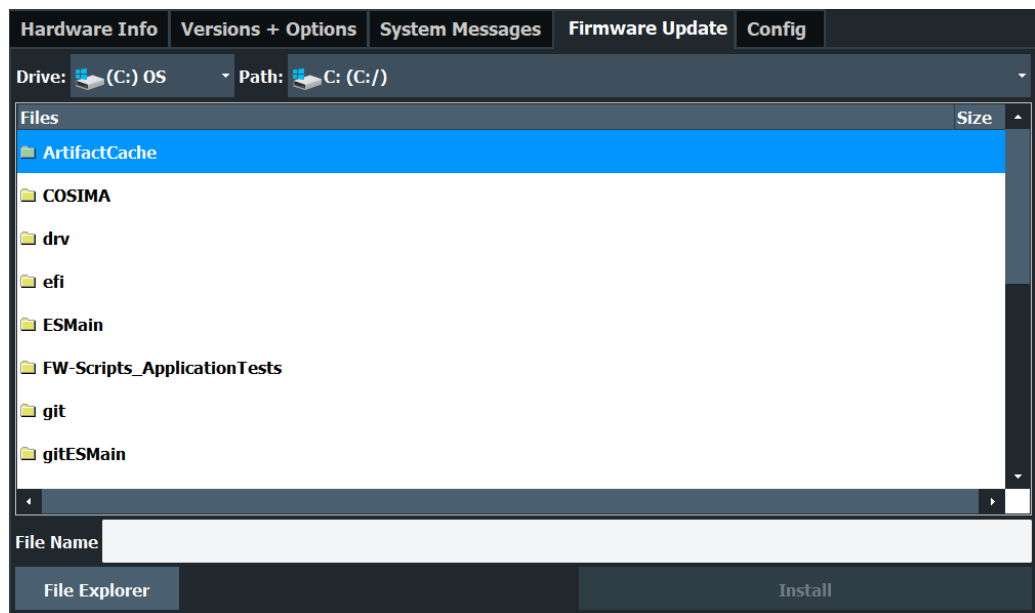 Hardware Info Versions + Options System Messages Firmware Update Config
Drive: (C:) OS Path: C: (C:/)
Files Size
ArtifactCache
COSIMA
drv
efi
ESMain
FW-Scripts_ApplicationTests
git
gitESMain
File Name
File Explorer Install